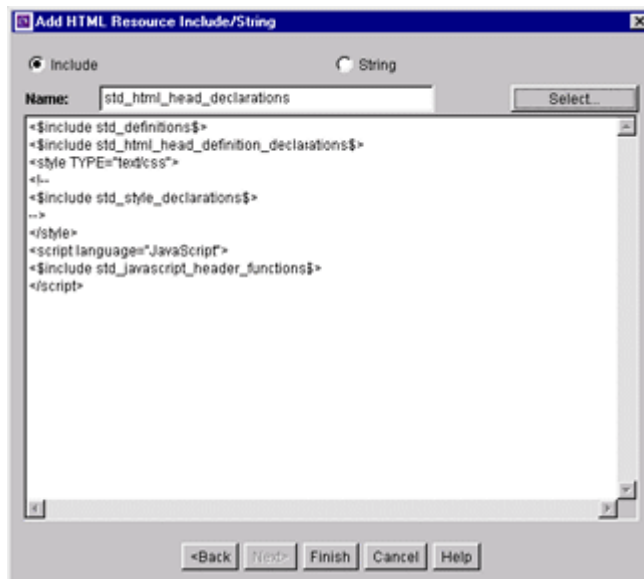 Add HTML Resource Include/String
Include String
Name: std_html_head_declarations Select...
<$include std_definitions$>
<$include std_html_head_definition_declarations$>
<style TYPE="text/css">
<!--
<$include std_style_declarations$>
-->
</style>
<script language="JavaScript">
<$include std_javascript_header_functions$>
</script>
<Back Next> Finish Cancel Help